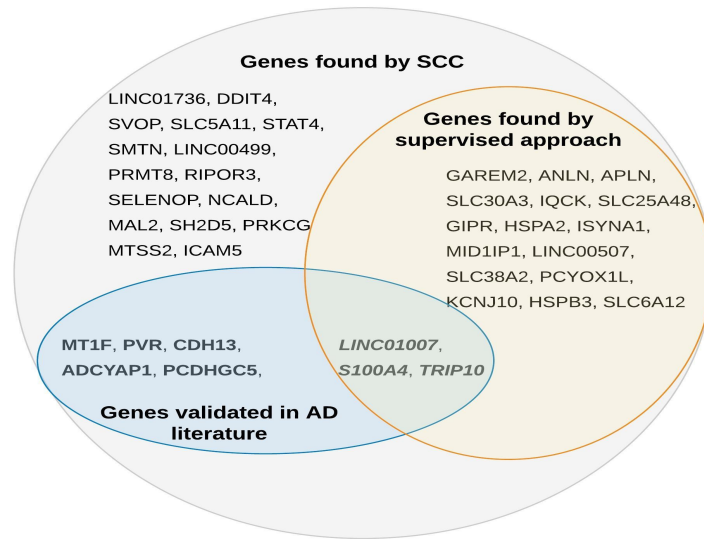 Genes found by SCC
LINC01736, DDIT4,
SVOP, SLC5A11, STAT4,
SMTN, LINC00499,
PRMT8, RIPOR3,
SELENOP, NCALD,
MAL2, SH2D5, PRKCG
MTSS2, ICAM5
Genes found by
supervised approach
GAREM2, ANLN, APLN,
SLC30A3, IQCK, SLC25A48,
GIPR, HSPA2, ISYNA1,
MID1IP1, LINC00507,
SLC38A2, PCYOX1L,
KCNJ10, HSPB3, SLC6A12
MT1F, PVR, CDH13,
ADCYAP1, PCDHGC5,
LINC01007,
S100A4, TRIP10
Genes validated in AD
literature